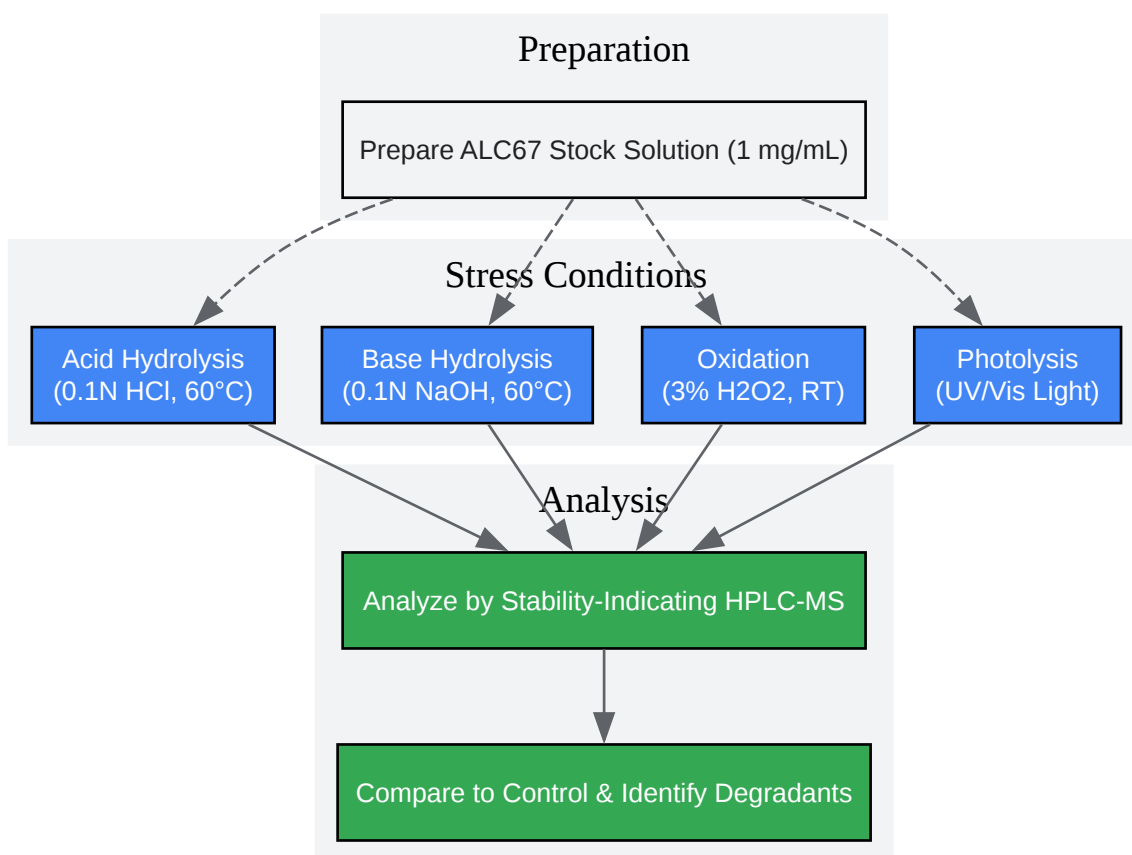 Preparation
Prepare ALC67 Stock Solution (1 mg/mL)
Stress Conditions
Acid Hydrolysis
(0.1N HCl, 60°C)
Base Hydrolysis
(0.1N NaOH, 60°C)
Oxidation
(3% H2O2, RT)
Photolysis
(UV/Vis Light)
Analysis
Analyze by Stability-Indicating HPLC-MS
Compare to Control & Identify Degradants